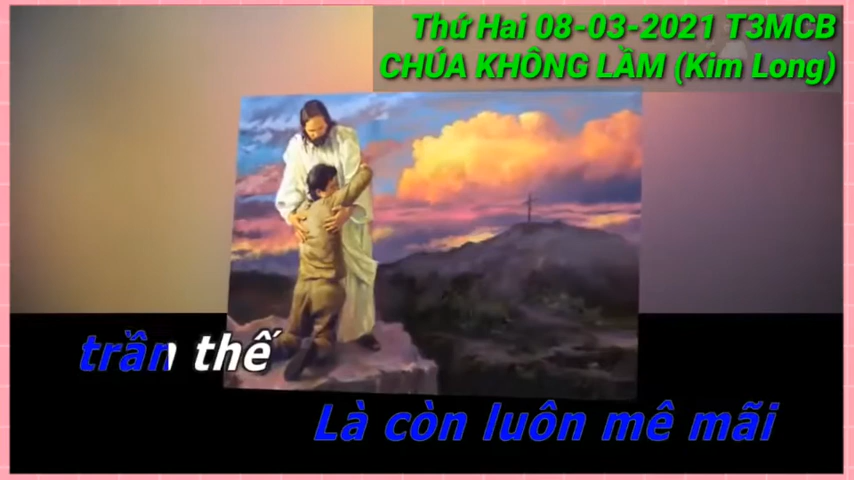 Thứ Hai 08-03-2021 T3MCB
CHÚA KHÔNG LẦM (Kim Long)
trần thế
Là còn luôn mê mãi